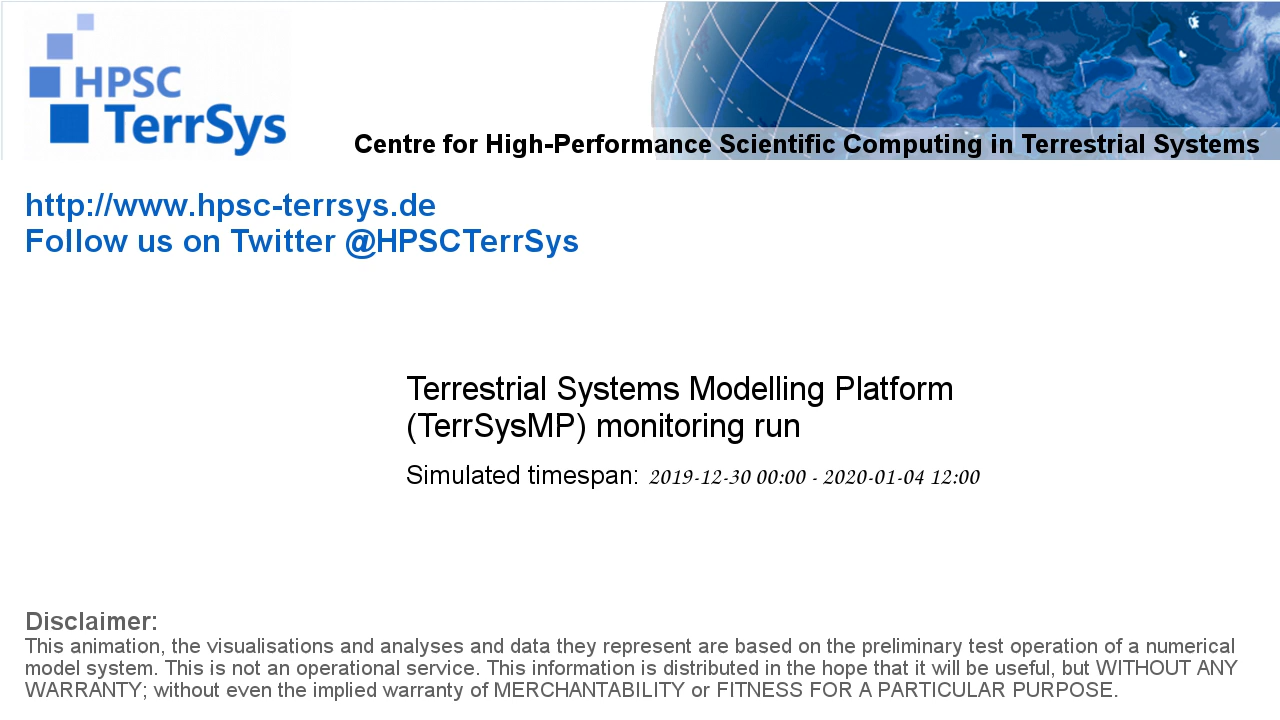 HPSC
TerrSys
Centre for High-Performance Scientific Computing in Terrestrial Systems
http://www.hpsc-terrsys.de
Follow us on Twitter @HPSCTerrSys
Terrestrial Systems Modelling Platform
(TerrSysMP) monitoring run
Simulated timespan: 2019-12-30 00:00 - 2020-01-04 12:00
Disclaimer:
This animation, the visualisations and analyses and data they represent are based on the preliminary test operation of a numerical
model system. This is not an operational service. This information is distributed in the hope that it will be useful, but WITHOUT ANY
WARRANTY; without even the implied warranty of MERCHANTABILITY or FITNESS FOR A PARTICULAR PURPOSE.